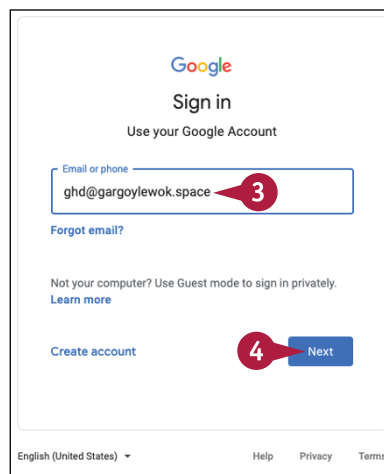 Google
Sign in
Use your Google Account
Email or phone
ghd@gargoylewok.space 3
Forgot email?
Not your computer? Use Guest mode to sign in privately.
Learn more
Create account 4 Next
English (United States) Help Privacy Terms